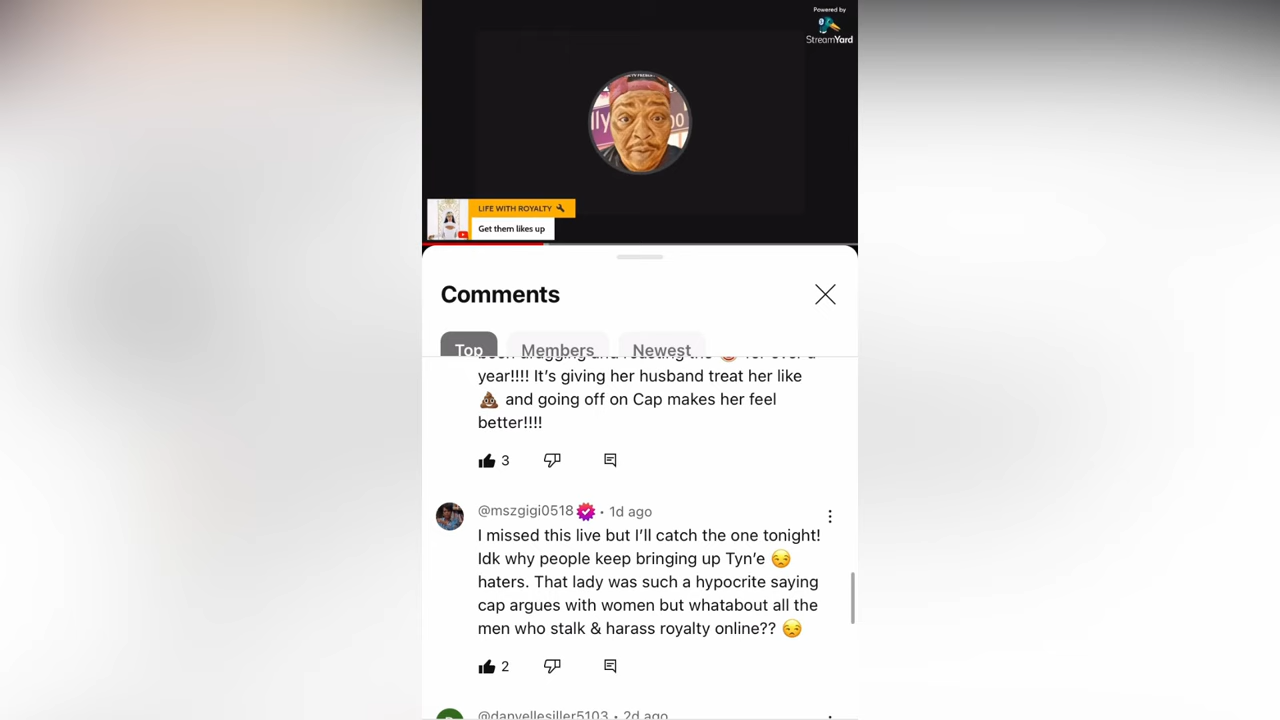 Powered by
StreamYard
lly
oo
LIFE WITH ROYALTY
Get them likes up
Comments
Top Members Newest
year!!!! It's giving her husband treat her like
💩 and going off on Cap makes her feel
better!!!!
3
@mszgigi0518 • 1d ago
I missed this live but I'll catch the one tonight!
Idk why people keep bringing up Tyn'e 😒
haters. That lady was such a hypocrite saying
cap argues with women but whatabout all the
men who stalk & harass royalty online?? 😒
2
@danyellesiller5103 • 2d ago